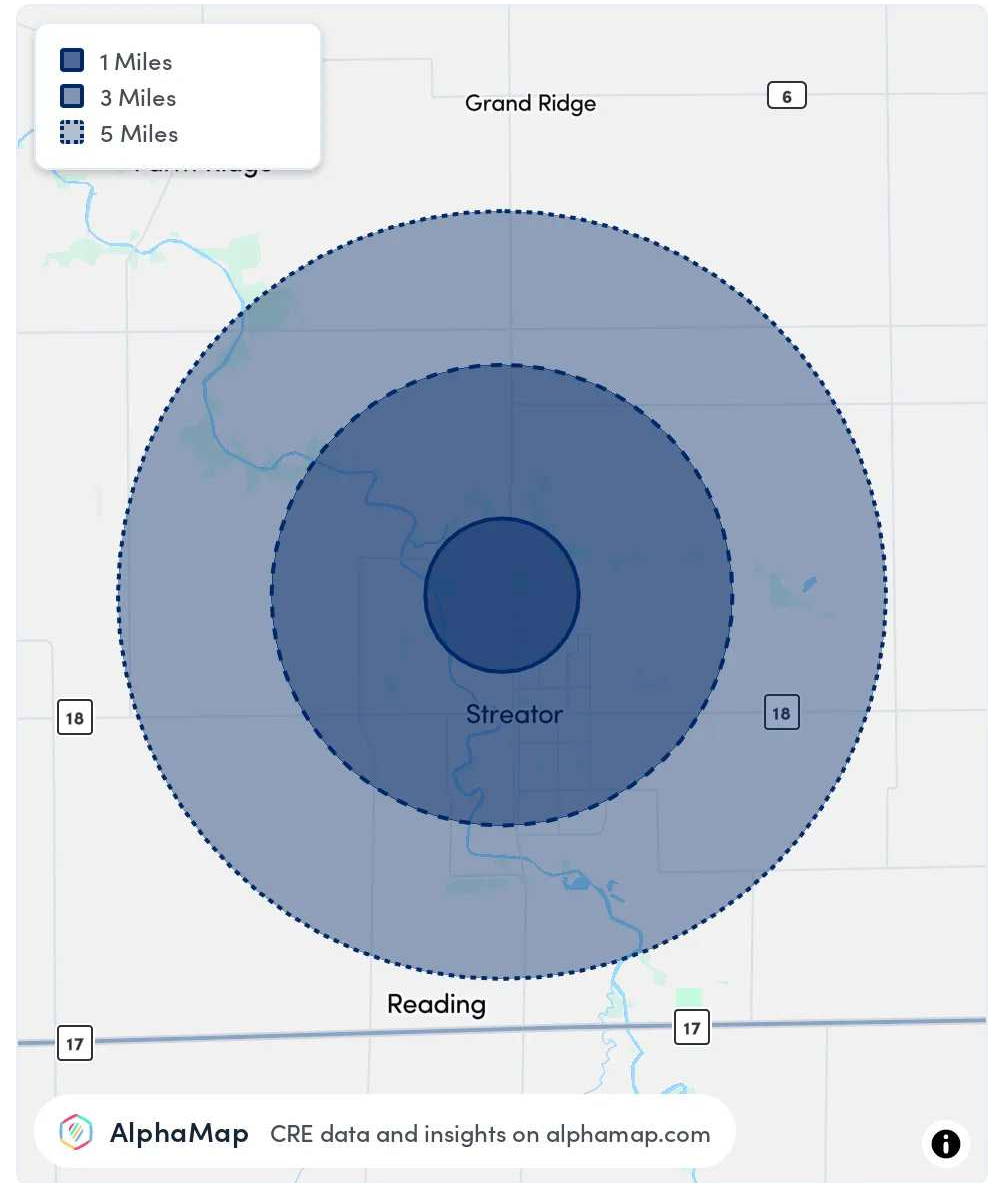 1 Miles
3 Miles
5 Miles
Grand Ridge
6
18
18
Streator
Reading
17
17
AlphaMap CRE data and insights on alphamap.com